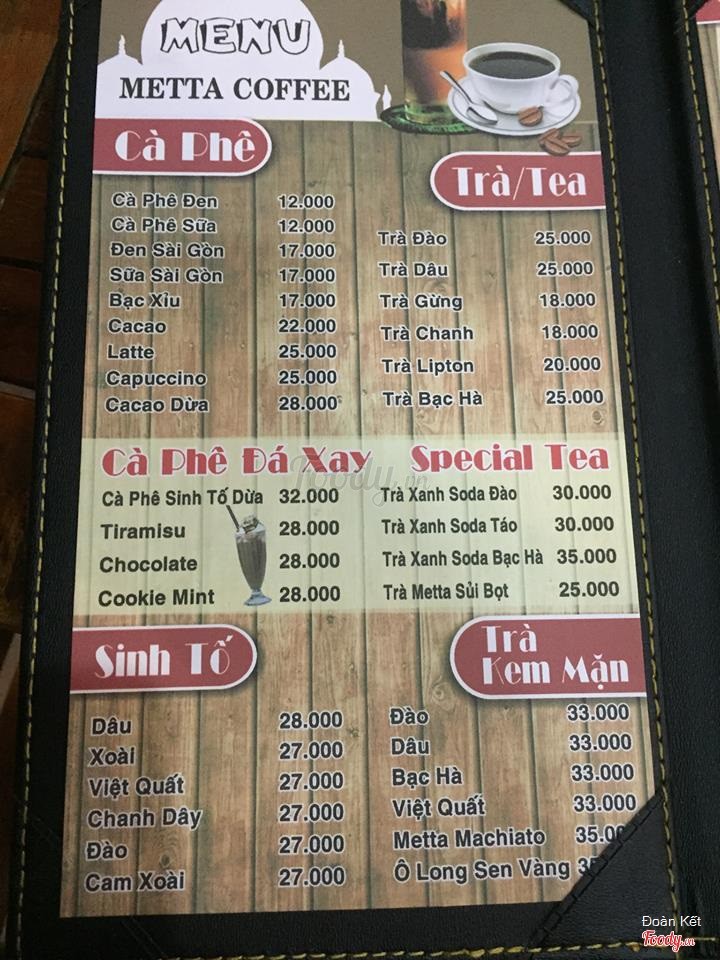 MENU
METTA COFFEE
Cà Phê
Cà Phê Đen 12.000
Cà Phê Sữa 12.000
Đen Sài Gòn 17.000
Sữa Sài Gòn 17.000
Bạc Xỉu 17.000
Cacao 22.000
Latte 25.000
Capuccino 25.000
Cacao Dừa 28.000
Trà/Tea
Trà Đào 25.000
Trà Dâu 25.000
Trà Gừng 18.000
Trà Chanh 18.000
Trà Lipton 20.000
Trà Bạc Hà 25.000
Cà Phê Đá Xay
Cà Phê Sinh Tố Dừa 32.000
Tiramisu 28.000
Chocolate 28.000
Cookie Mint 28.000
Special Tea
Trà Xanh Soda Đào 30.000
Trà Xanh Soda Táo 30.000
Trà Xanh Soda Bạc Hà 35.000
Trà Metta Sủi Bọt 25.000
Sinh Tố
Dâu 28.000
Xoài 27.000
Việt Quất 27.000
Chanh Dây 27.000
Đào 27.000
Cam Xoài 27.000
Trà
Kem Mặn
Đào 33.000
Dâu 33.000
Bạc Hà 33.000
Việt Quất 33.000
Metta Machiato 35.00
Ô Long Sen Vàng
Foody.vn
Đoàn Kết
Foody.vn